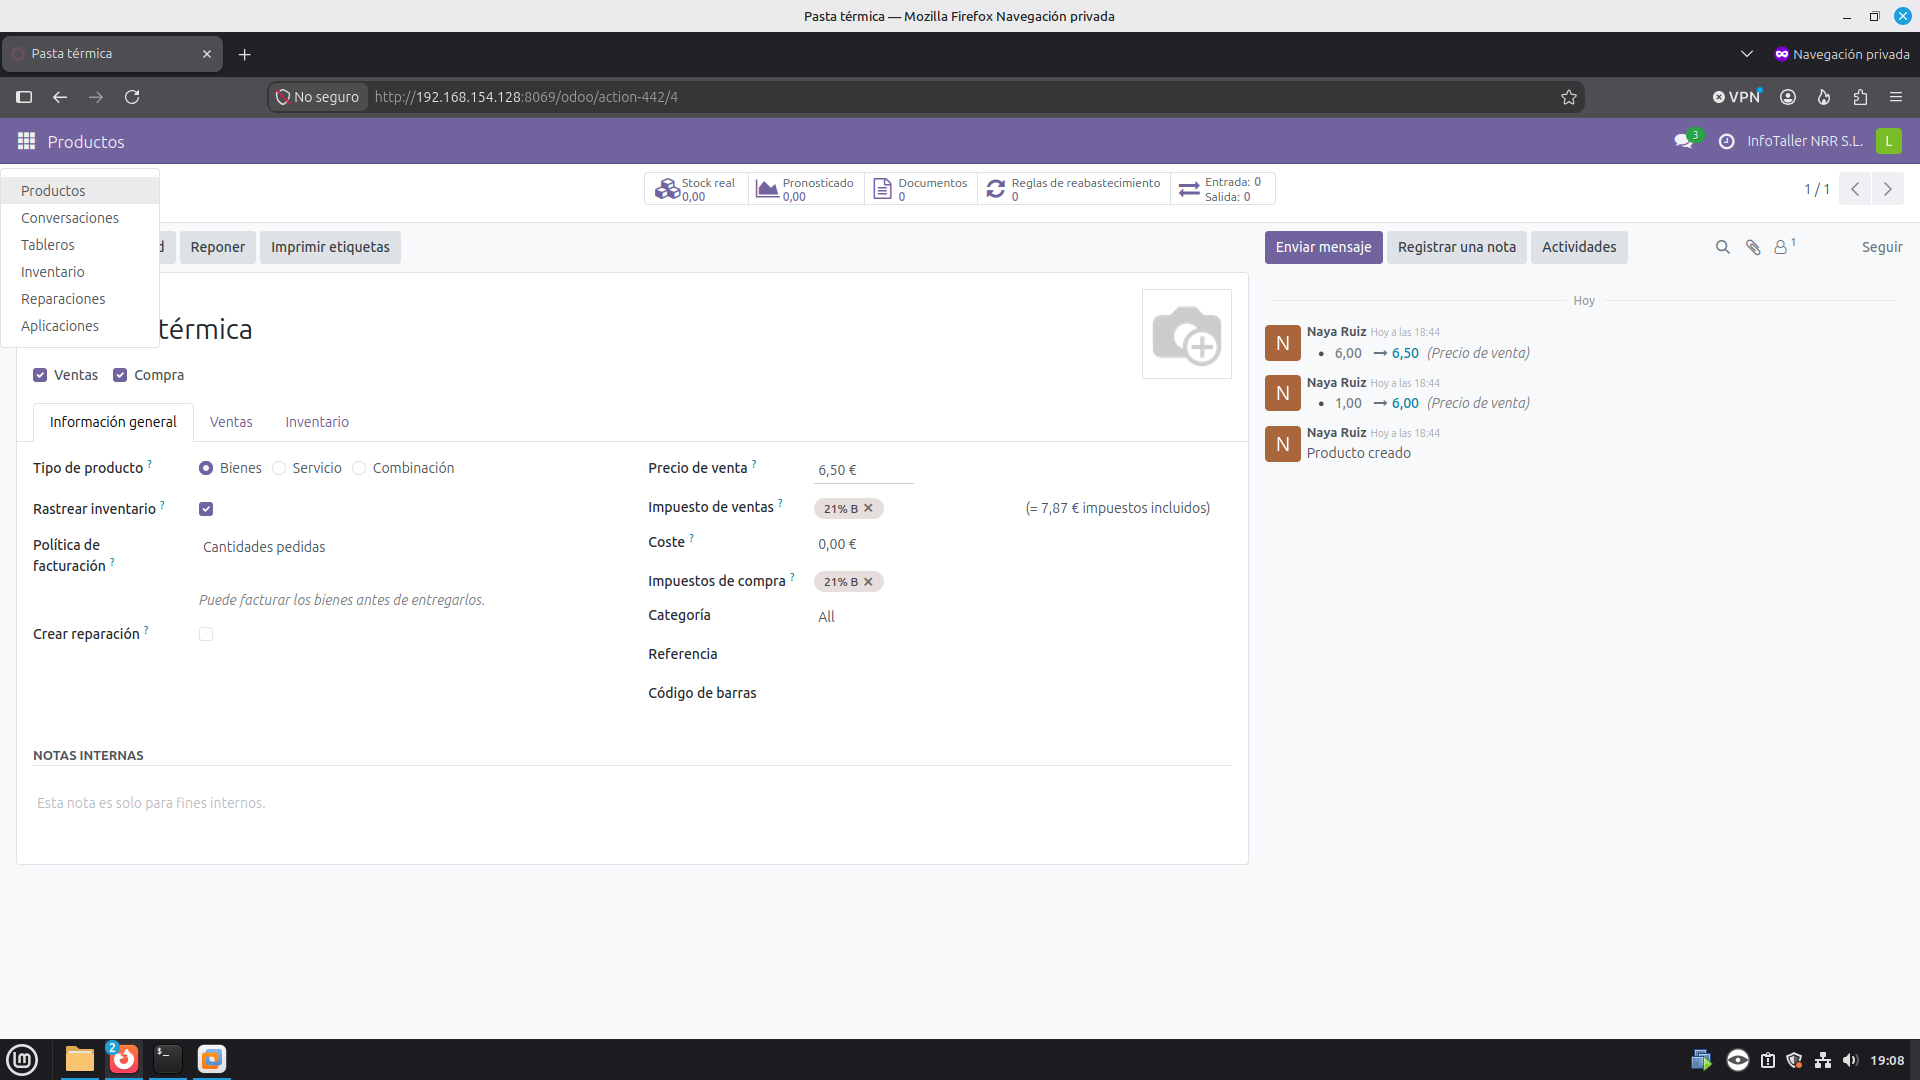 Pasta térmica — Mozilla Firefox Navegación privada
Pasta térmica
Navegación privada
No seguro
http://192.168.154.128:8069/odoo/action-442/4
VPN
Productos
3
InfoTaller NRR S.L.
L
Productos
Conversaciones
Tableros
Inventario
Reparaciones
Aplicaciones
Stock real
0,00
Pronosticado
0,00
Documentos
0
Reglas de reabastecimiento
0
Entrada: 0
Salida: 0
1 / 1
d
Reponer
Imprimir etiquetas
Enviar mensaje
Registrar una nota
Actividades
1
Seguir
térmica
Ventas
Compra
Información general
Ventas
Inventario
Tipo de producto ?
Bienes
Servicio
Combinación
Rastrear inventario ?
Política de
facturación ?
Cantidades pedidas
Puede facturar los bienes antes de entregarlos.
Crear reparación ?
Precio de venta ?
6,50 €
Impuesto de ventas ?
21% B
(= 7,87 € impuestos incluidos)
Coste ?
0,00 €
Impuestos de compra ?
21% B
Categoría
All
Referencia
Código de barras
NOTAS INTERNAS
Esta nota es solo para fines internos.
Hoy
N
Naya Ruiz Hoy a las 18:44
6,00 → 6,50 (Precio de venta)
N
Naya Ruiz Hoy a las 18:44
1,00 → 6,00 (Precio de venta)
N
Naya Ruiz Hoy a las 18:44
Producto creado
2
19:08